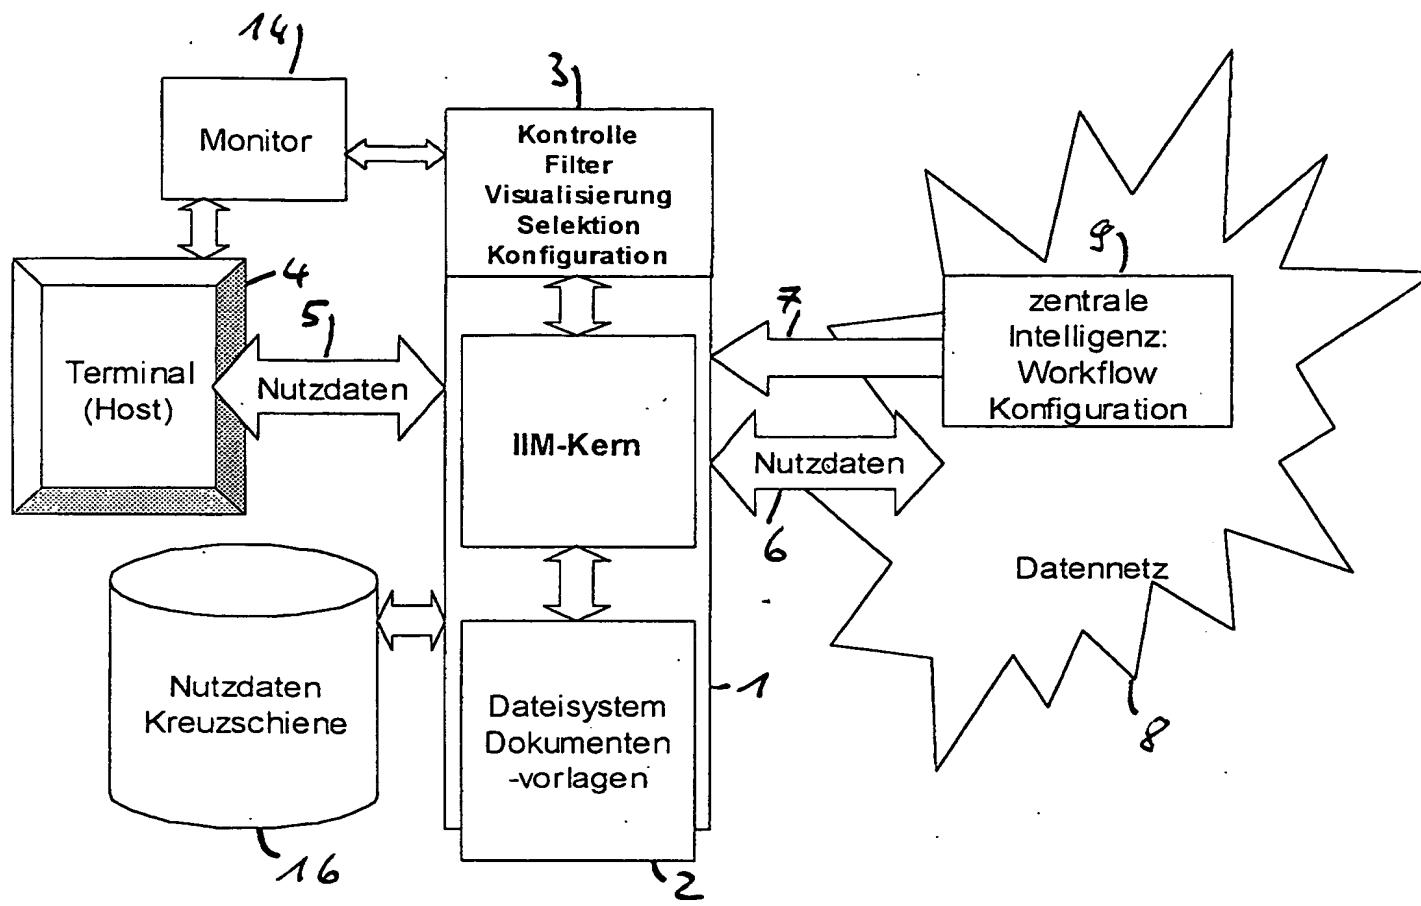 14
Monitor
3
Kontrolle
Filter
Visualisierung
Selektion
Konfiguration
4
Terminal
(Host)
5
Nutzdaten
IIM-Kern
7
9
zentrale
Intelligenz:
Workflow
Konfiguration
Nutzdaten
6
Datennetz
8
Nutzdaten
Kreuzschiene
16
Dateisystem
Dokumenten
-vorlagen
1
2